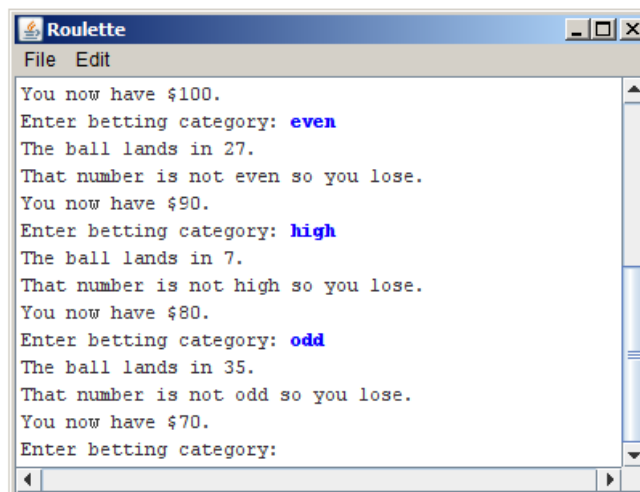 Roulette
File Edit
You now have $100.
Enter betting category: even
The ball lands in 27.
That number is not even so you lose.
You now have $90.
Enter betting category: high
The ball lands in 7.
That number is not high so you lose.
You now have $80.
Enter betting category: odd
The ball lands in 35.
That number is not odd so you lose.
You now have $70.
Enter betting category: